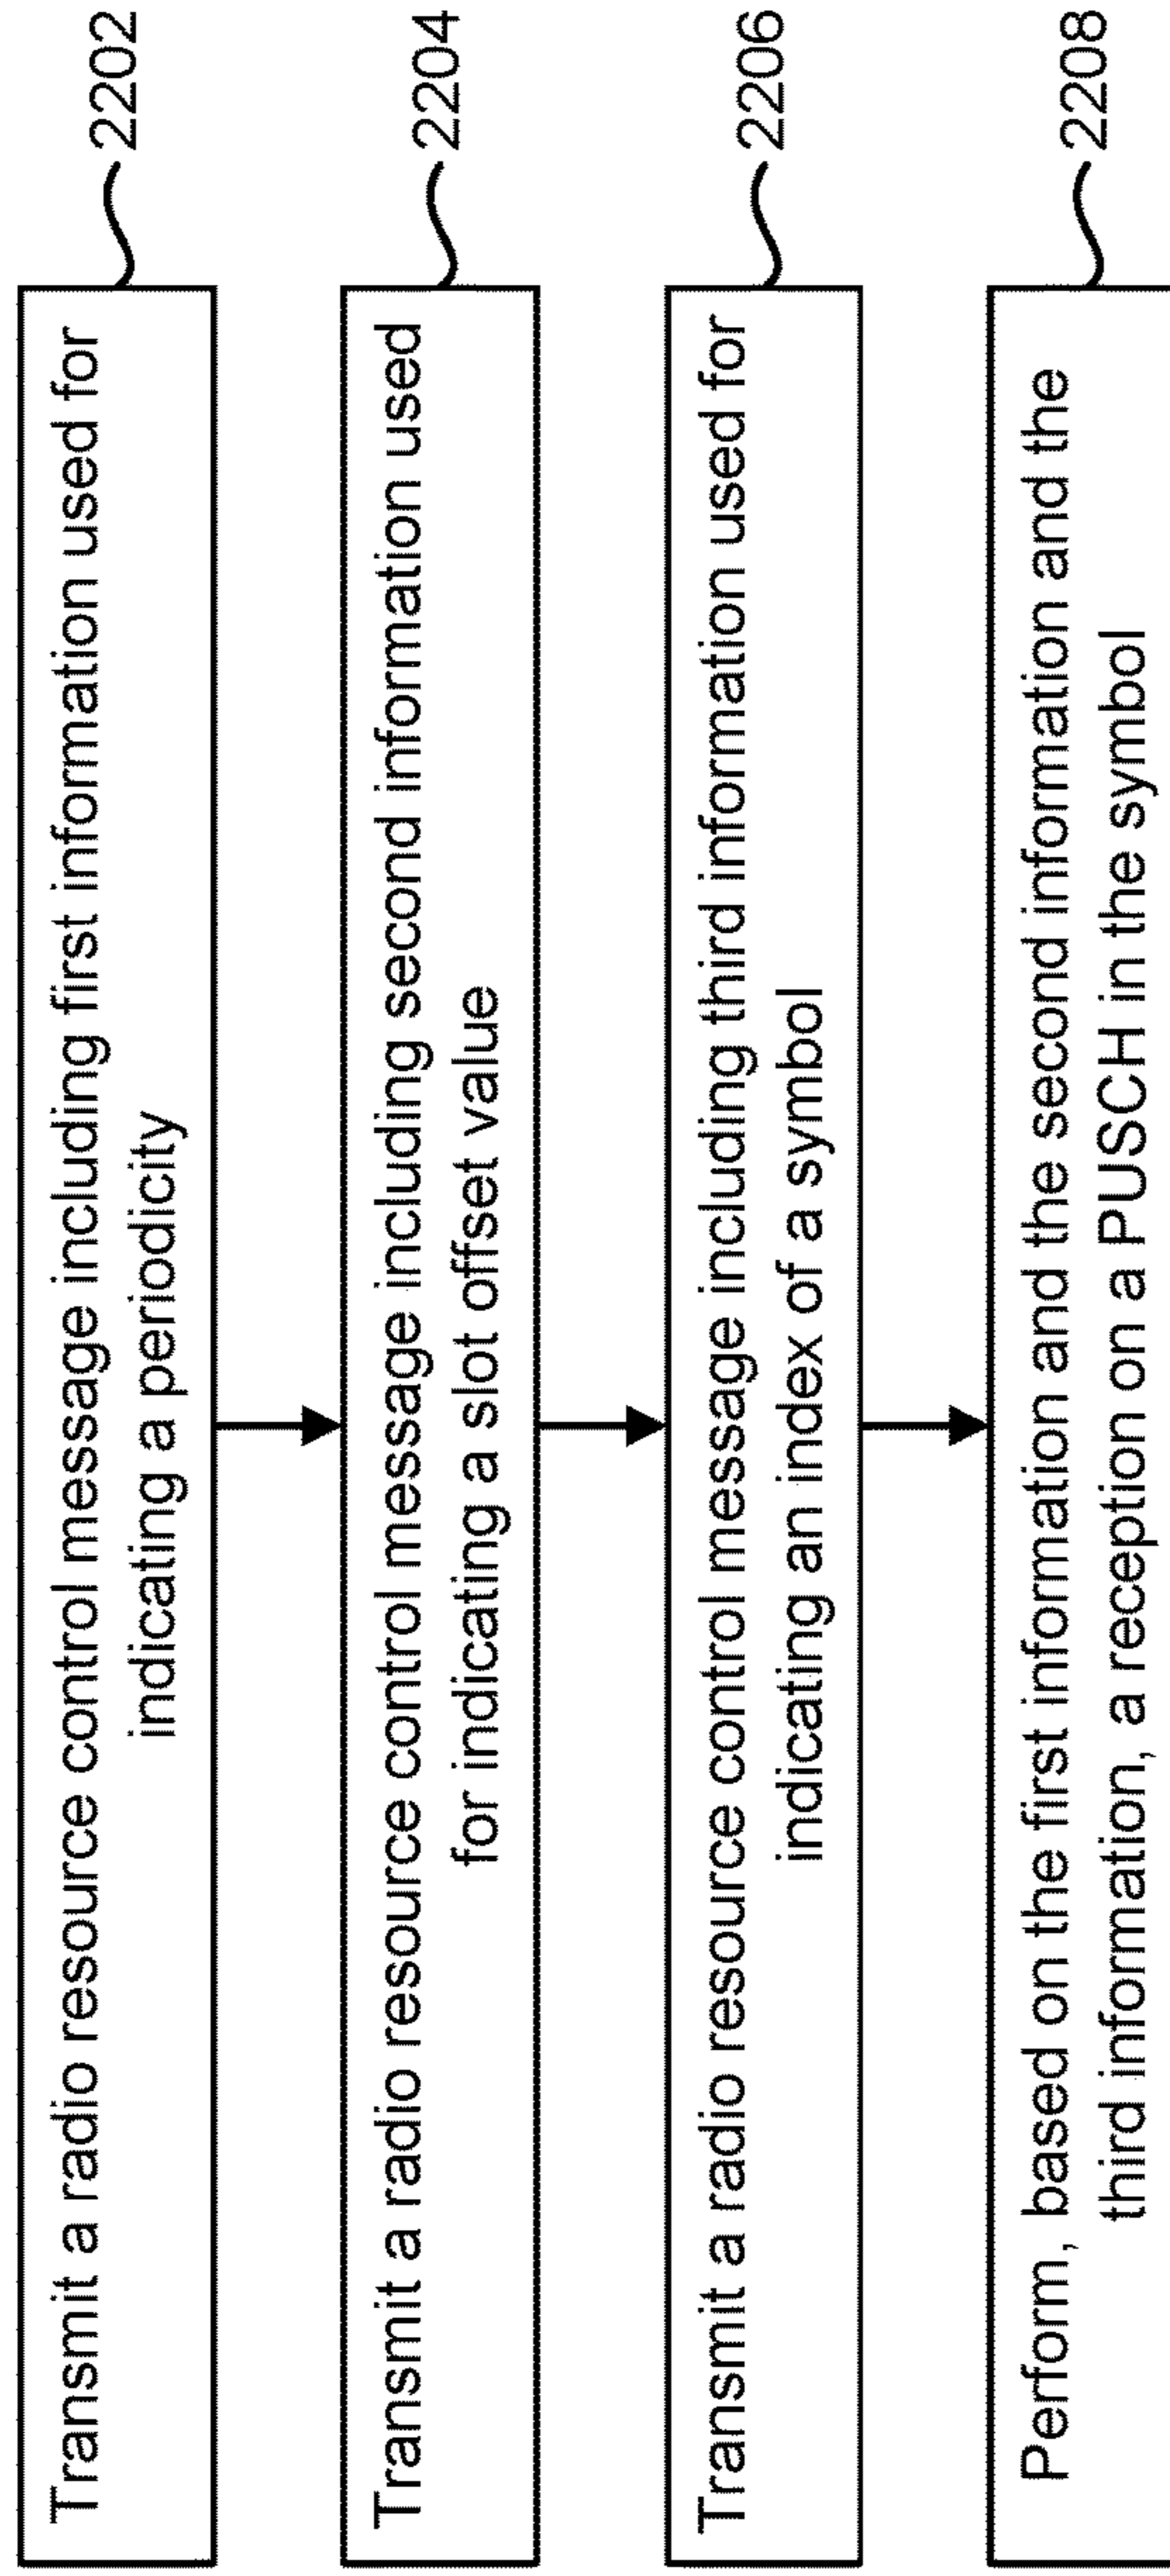 Transmit a radio resource control message including first information used for
indicating a periodicity
2202
Transmit a radio resource control message including second information used
for indicating a slot offset value
2204
Transmit a radio resource control message including third information used for
indicating an index of a symbol
2206
Perform, based on the first information and the second information and the
third information, a reception on a PUSCH in the symbol
2208